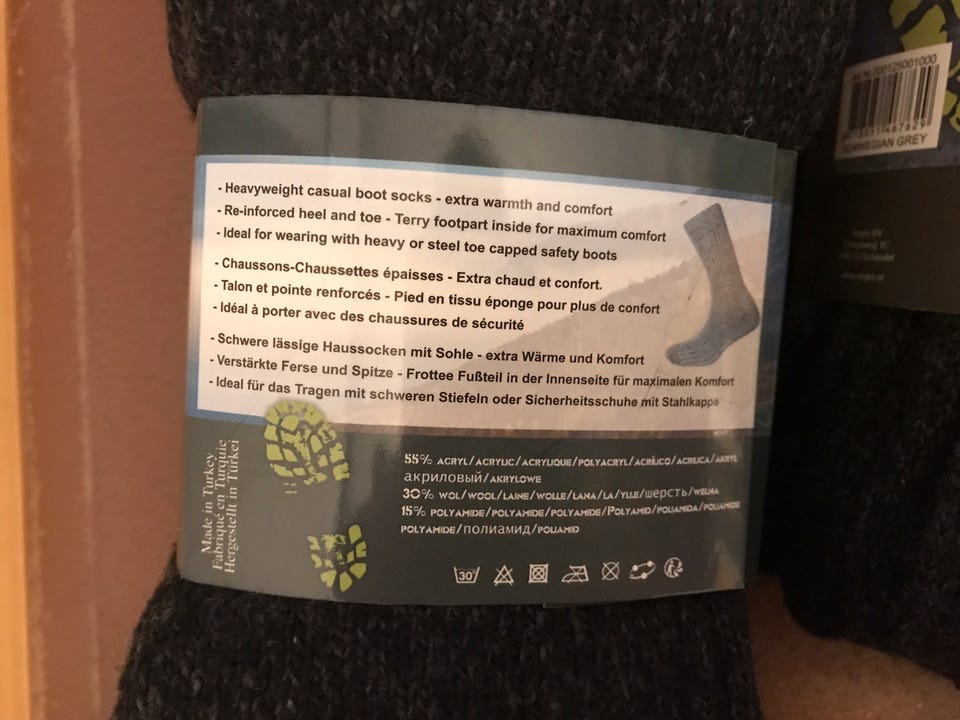 - Heavyweight casual boot socks - extra warmth and comfort
- Re-inforced heel and toe - Terry footpart inside for maximum comfort
- Ideal for wearing with heavy or steel toe capped safety boots
- Chaussons-Chaussettes épaisses - Extra chaud et confort.
- Talon et pointe renforcés - Pied en tissu éponge pour plus de confort
- Idéal à porter avec des chaussures de sécurité
- Schwere lässige Haussocken mit Sohle - extra Wärme und Komfort
- Verstärkte Ferse und Spitze - Frottee Fußteil in der Innenseite für maximalen Komfort
- Ideal für das Tragen mit schweren Stiefeln oder Sicherheitsschuhe mit Stahlkappe
Made in Turkey
Fabriqué en Turquie
Hergestellt in Türkei
55% ACRYL/ACRYLIC/ACRYLIQUE/POLYACRYL/ACRÍLICO/ACRILICA/AKRYL
акриловый/AKRYLOWE
30% WOL/WOOL/LAINE/WOLLE/LANA/LA/YLLE/шерсть/WEŁNA
15% POLYAMIDE/POLYAMIDE/POLYAMIDE/POLYAMID/POLIAMIDA/POLIAMIDE
POLYAMIDE/полиамид/POLIAMID
30°
Art.Nr. 000125001000
NORWEGIAN GREY